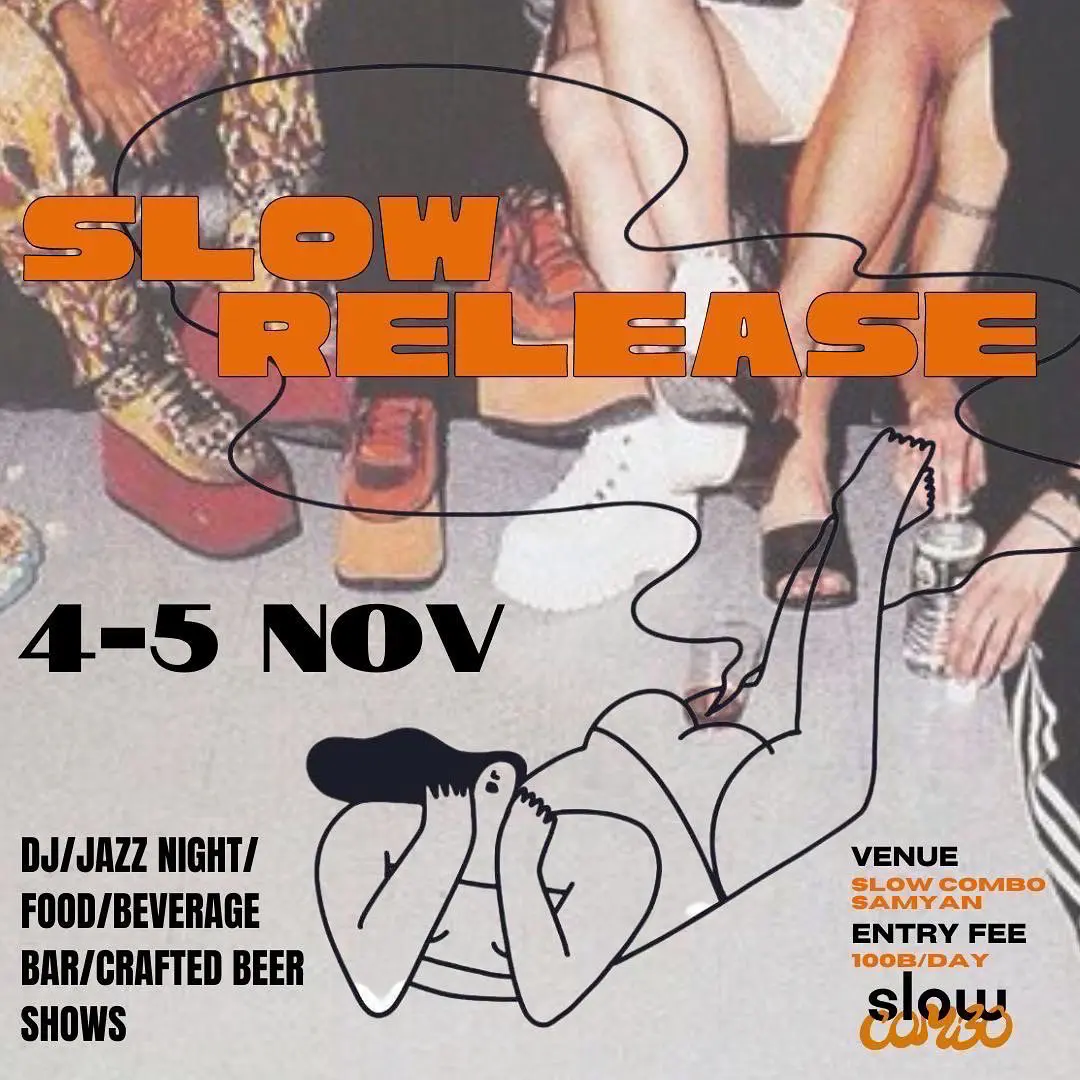 SLOW
RELEASE
4-5 NOV
DJ/JAZZ NIGHT/
FOOD/BEVERAGE
BAR/CRAFTED BEER
SHOWS
VENUE
SLOW COMBO
SAMYAN
ENTRY FEE
100B/DAY
slow
COMBO